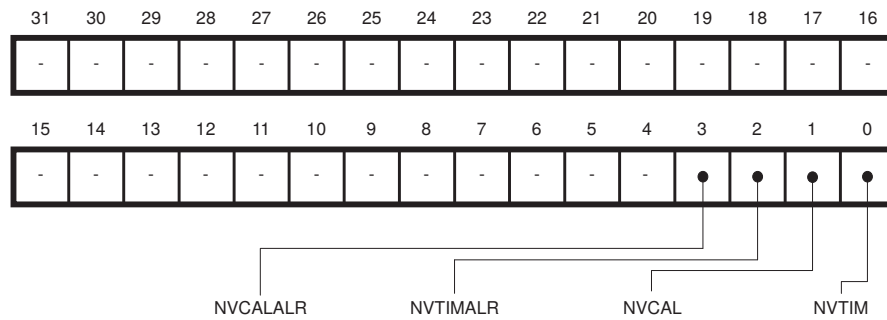 31 30 29 28 27 26 25 24 23 22 21 20 19 18 17 16
- - - - - - - - - - - - - - - -
15 14 13 12 11 10 9 8 7 6 5 4 3 2 1 0
- - - - - - - - - - - -
NVCALALR NVTIMALR NVCAL NVTIM